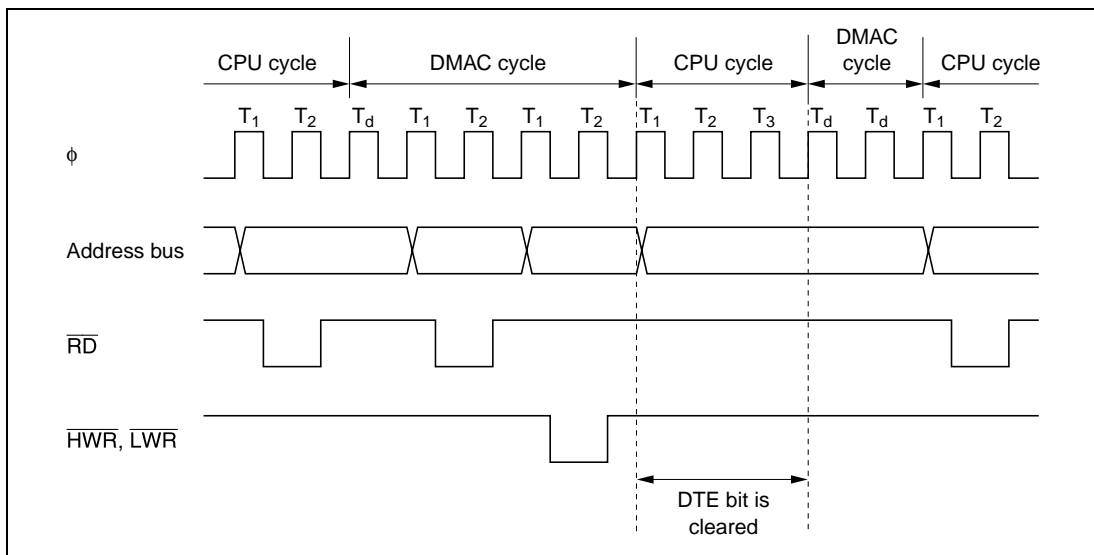 CPU cycle DMAC cycle CPU cycle DMAC cycle CPU cycle
T1 T2 Td T1 T2 T1 T2 T1 T2 T3 Td Td T1 T2
φ
Address bus
RD
HWR, LWR
DTE bit is
cleared